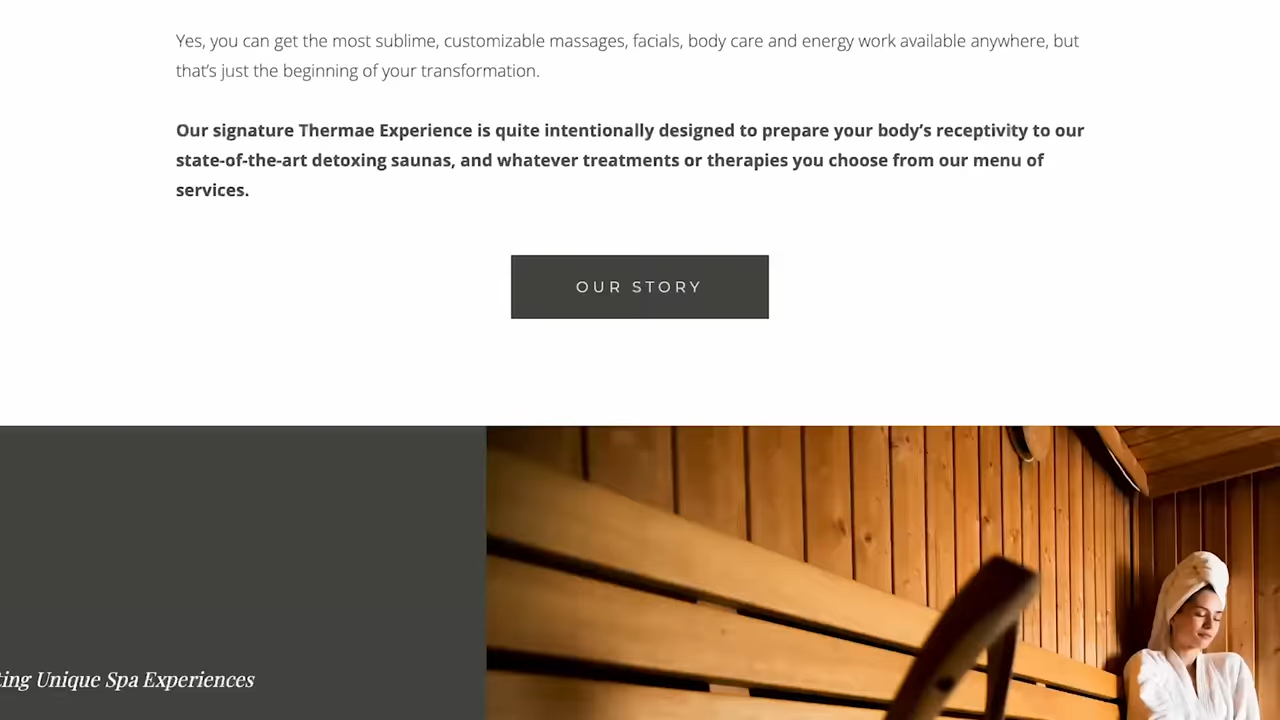 Yes, you can get the most sublime, customizable massages, facials, body care and energy work available anywhere, but
that’s just the beginning of your transformation.
Our signature Thermae Experience is quite intentionally designed to prepare your body’s receptivity to our
state-of-the-art detoxing saunas, and whatever treatments or therapies you choose from our menu of
services.
OUR STORY
Unique Spa Experiences